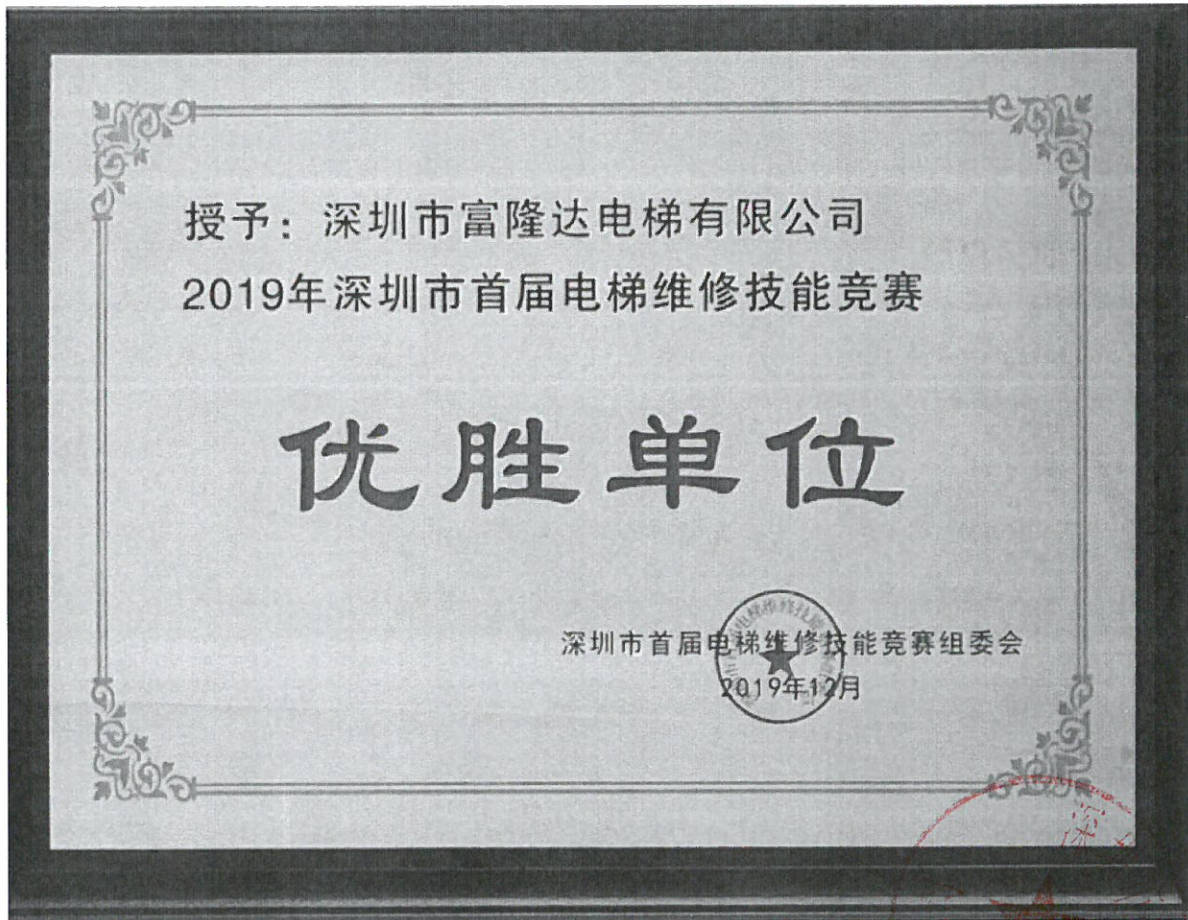 授予：深圳市富隆达电梯有限公司
2019年深圳市首届电梯维修技能竞赛
优胜单位
深圳市首届电梯维修技能竞赛组委会
2019年12月
深